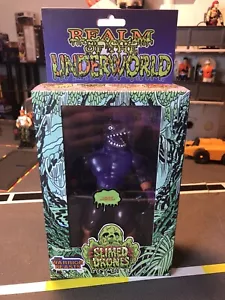 REALM
OF THE
UNDERWORLD
SLIMED
DRONES